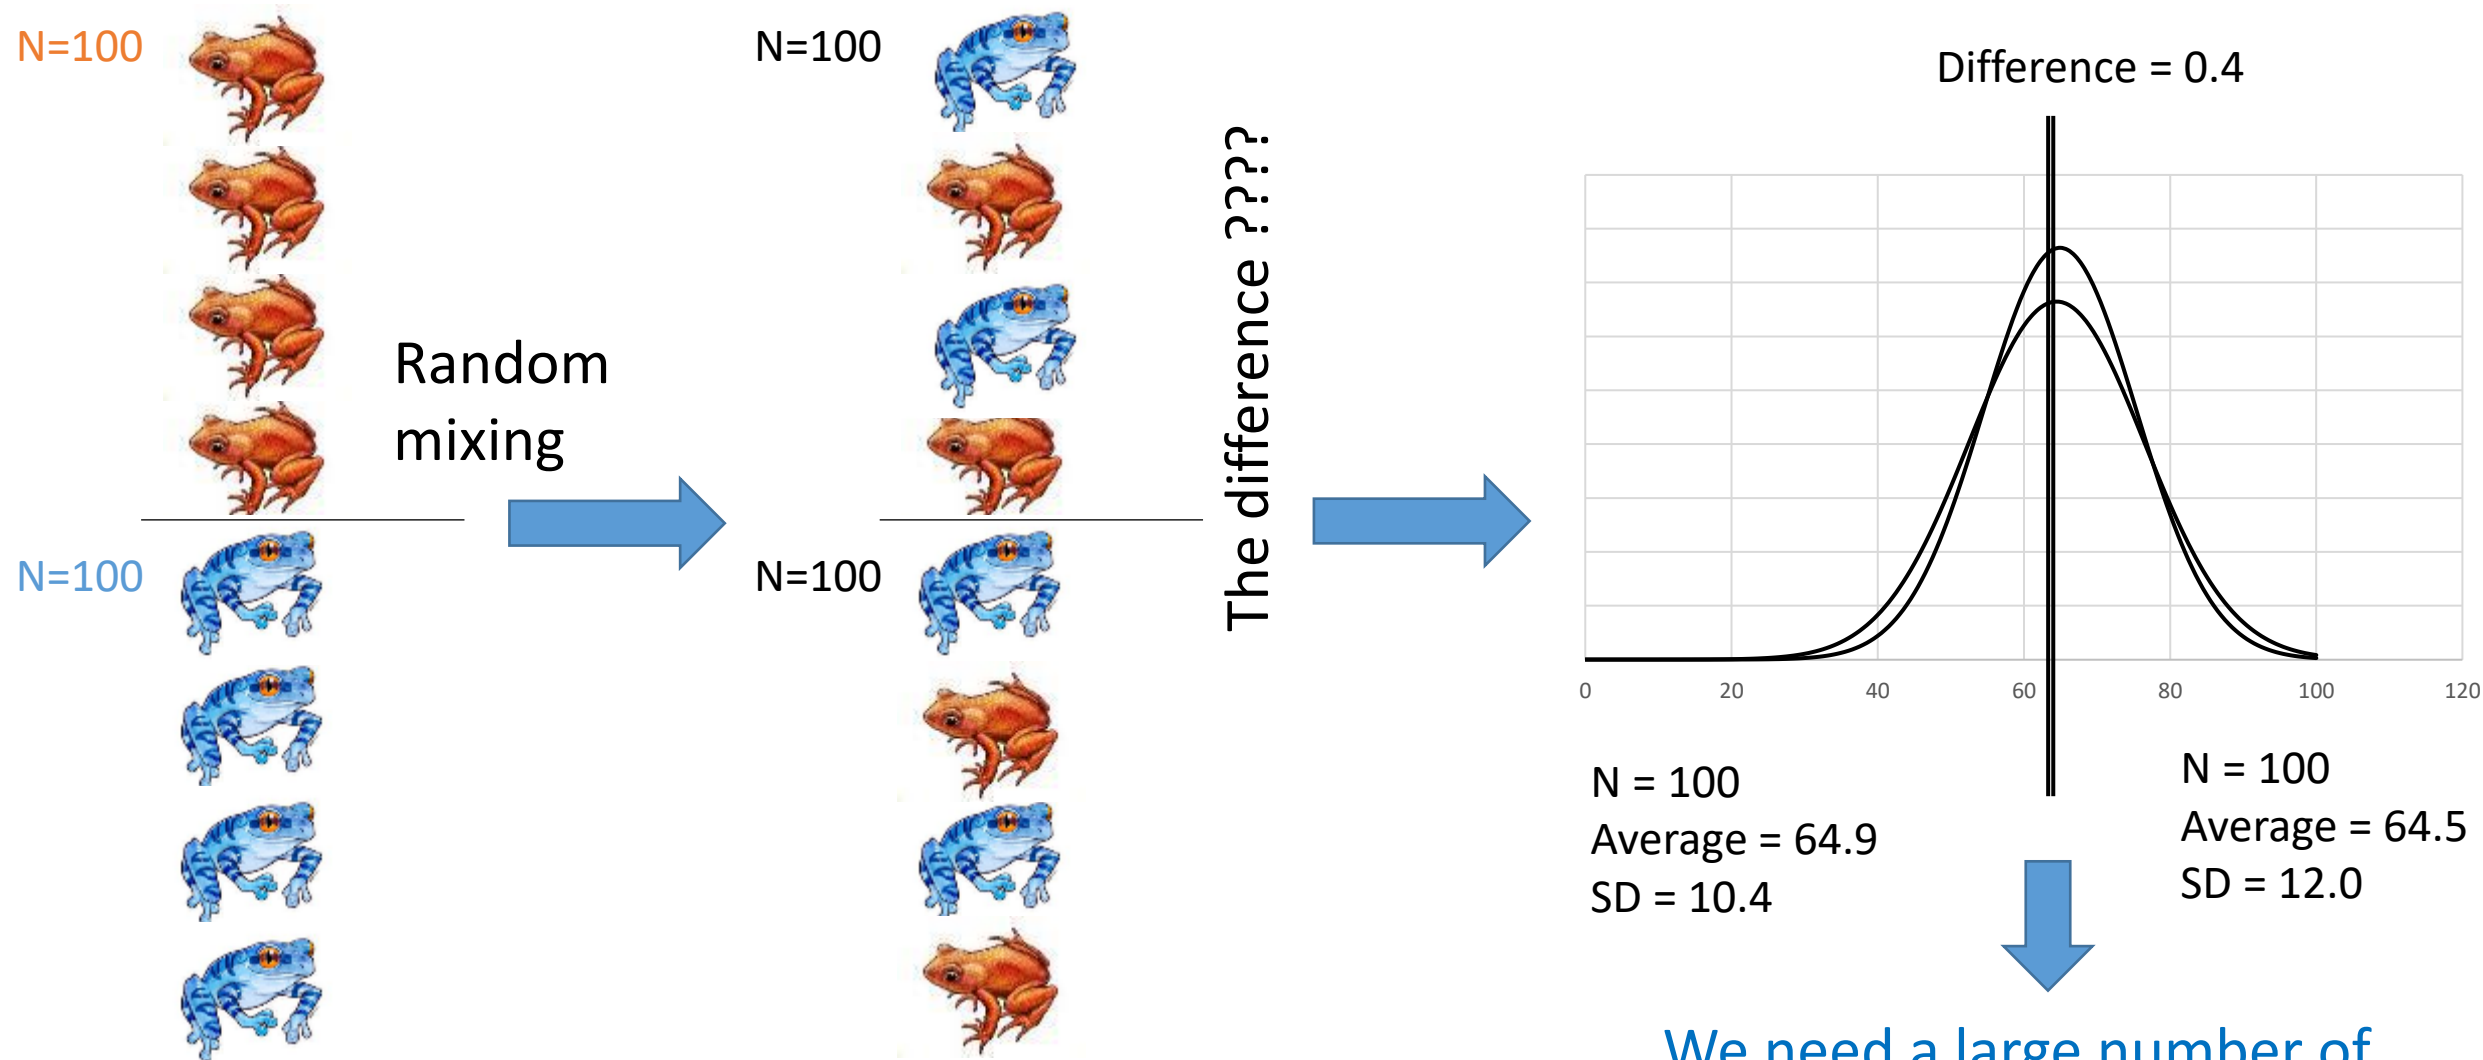 N=100
N=100
Random
mixing
N=100
N=100
The difference ????
Difference = 0.4
0 20 40 60 80 100 120
N = 100
Average = 64.9
SD = 10.4
N = 100
Average = 64.5
SD = 12.0
We need a large number of